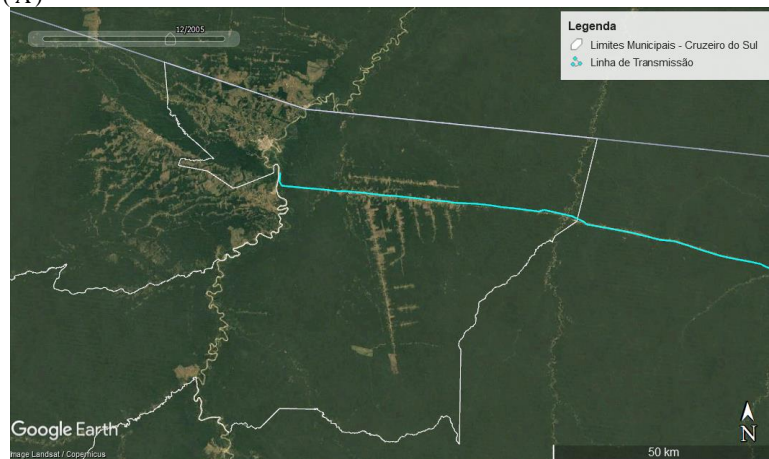 (A)
12/2005
Legenda
Limites Municipais - Cruzeiro do Sul
Linha de Transmissão
Google Earth
Image Landsat / Copernicus
N
50 km